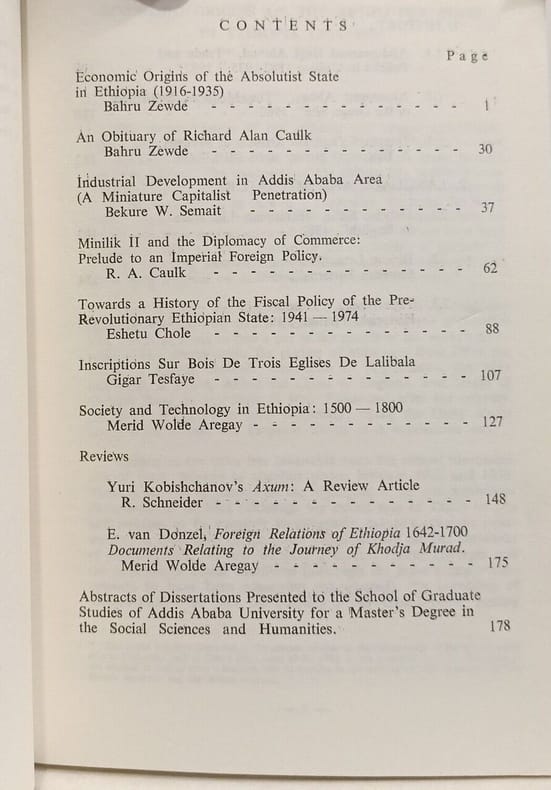 CONTENTS
Page
Economic Origins of the Absolutist State
in Ethiopia (1916-1935)
Bahru Zewde - - - - - - - - - - - - - - - 1
An Obituary of Richard Alan Caulk
Bahru Zewde - - - - - - - - - - - - - - - 30
Industrial Development in Addis Ababa Area
(A Miniature Capitalist Penetration)
Bekure W. Semait - - - - - - - - - - - - - 37
Minilik II and the Diplomacy of Commerce:
Prelude to an Imperial Foreign Policy.
R. A. Caulk - - - - - - - - - - - - - - - 62
Towards a History of the Fiscal Policy of the Pre-
Revolutionary Ethiopian State: 1941 — 1974
Eshetu Chole - - - - - - - - - - - - - - 88
Inscriptions Sur Bois De Trois Eglises De Lalibala
Gigar Tesfaye - - - - - - - - - - - - - - 107
Society and Technology in Ethiopia: 1500 — 1800
Merid Wolde Aregay - - - - - - - - - - - - 127
Reviews
Yuri Kobishchanov's Axum: A Review Article
R. Schneider - - - - - - - - - - - - - - 148
E. van Donzel, Foreign Relations of Ethiopia 1642-1700
Documents Relating to the Journey of Khodja Murad.
Merid Wolde Aregay - - - - - - - - - - - 175
Abstracts of Dissertations Presented to the School of Graduate
Studies of Addis Ababa University for a Master's Degree in
the Social Sciences and Humanities. 178